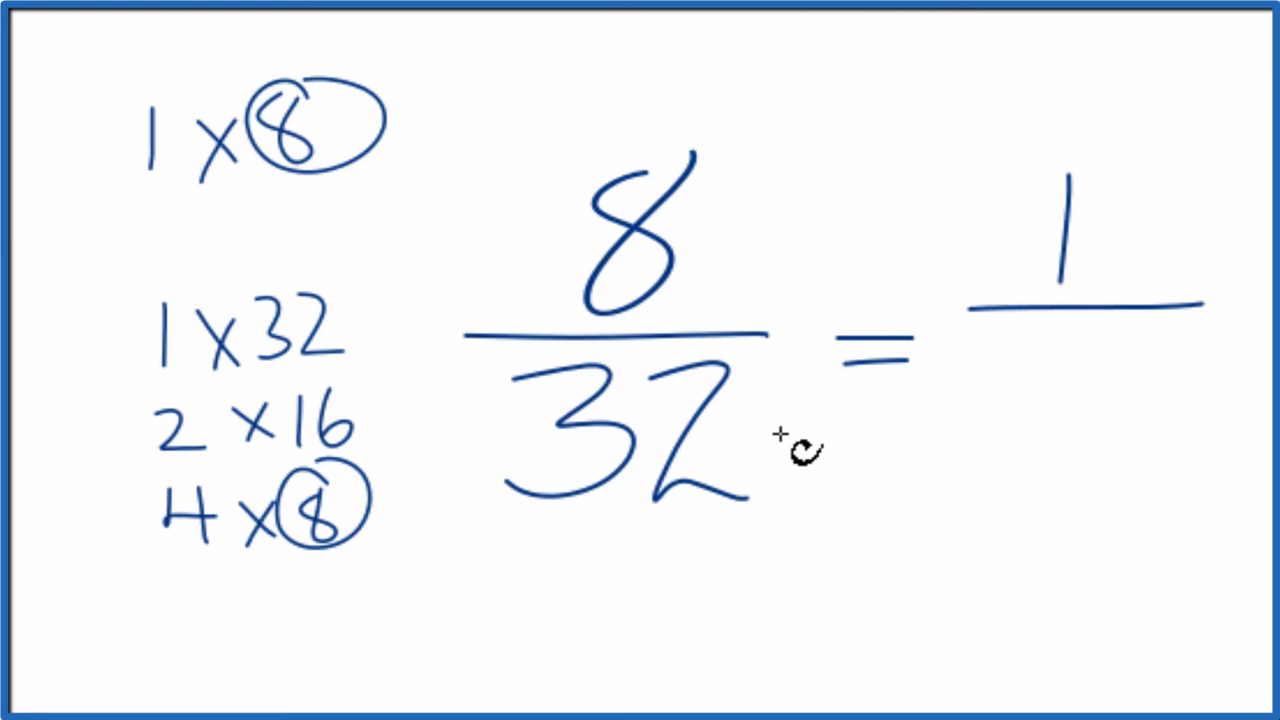 1 x 8
1 x 32
2 x 16
4 x 8
8
32
=
1